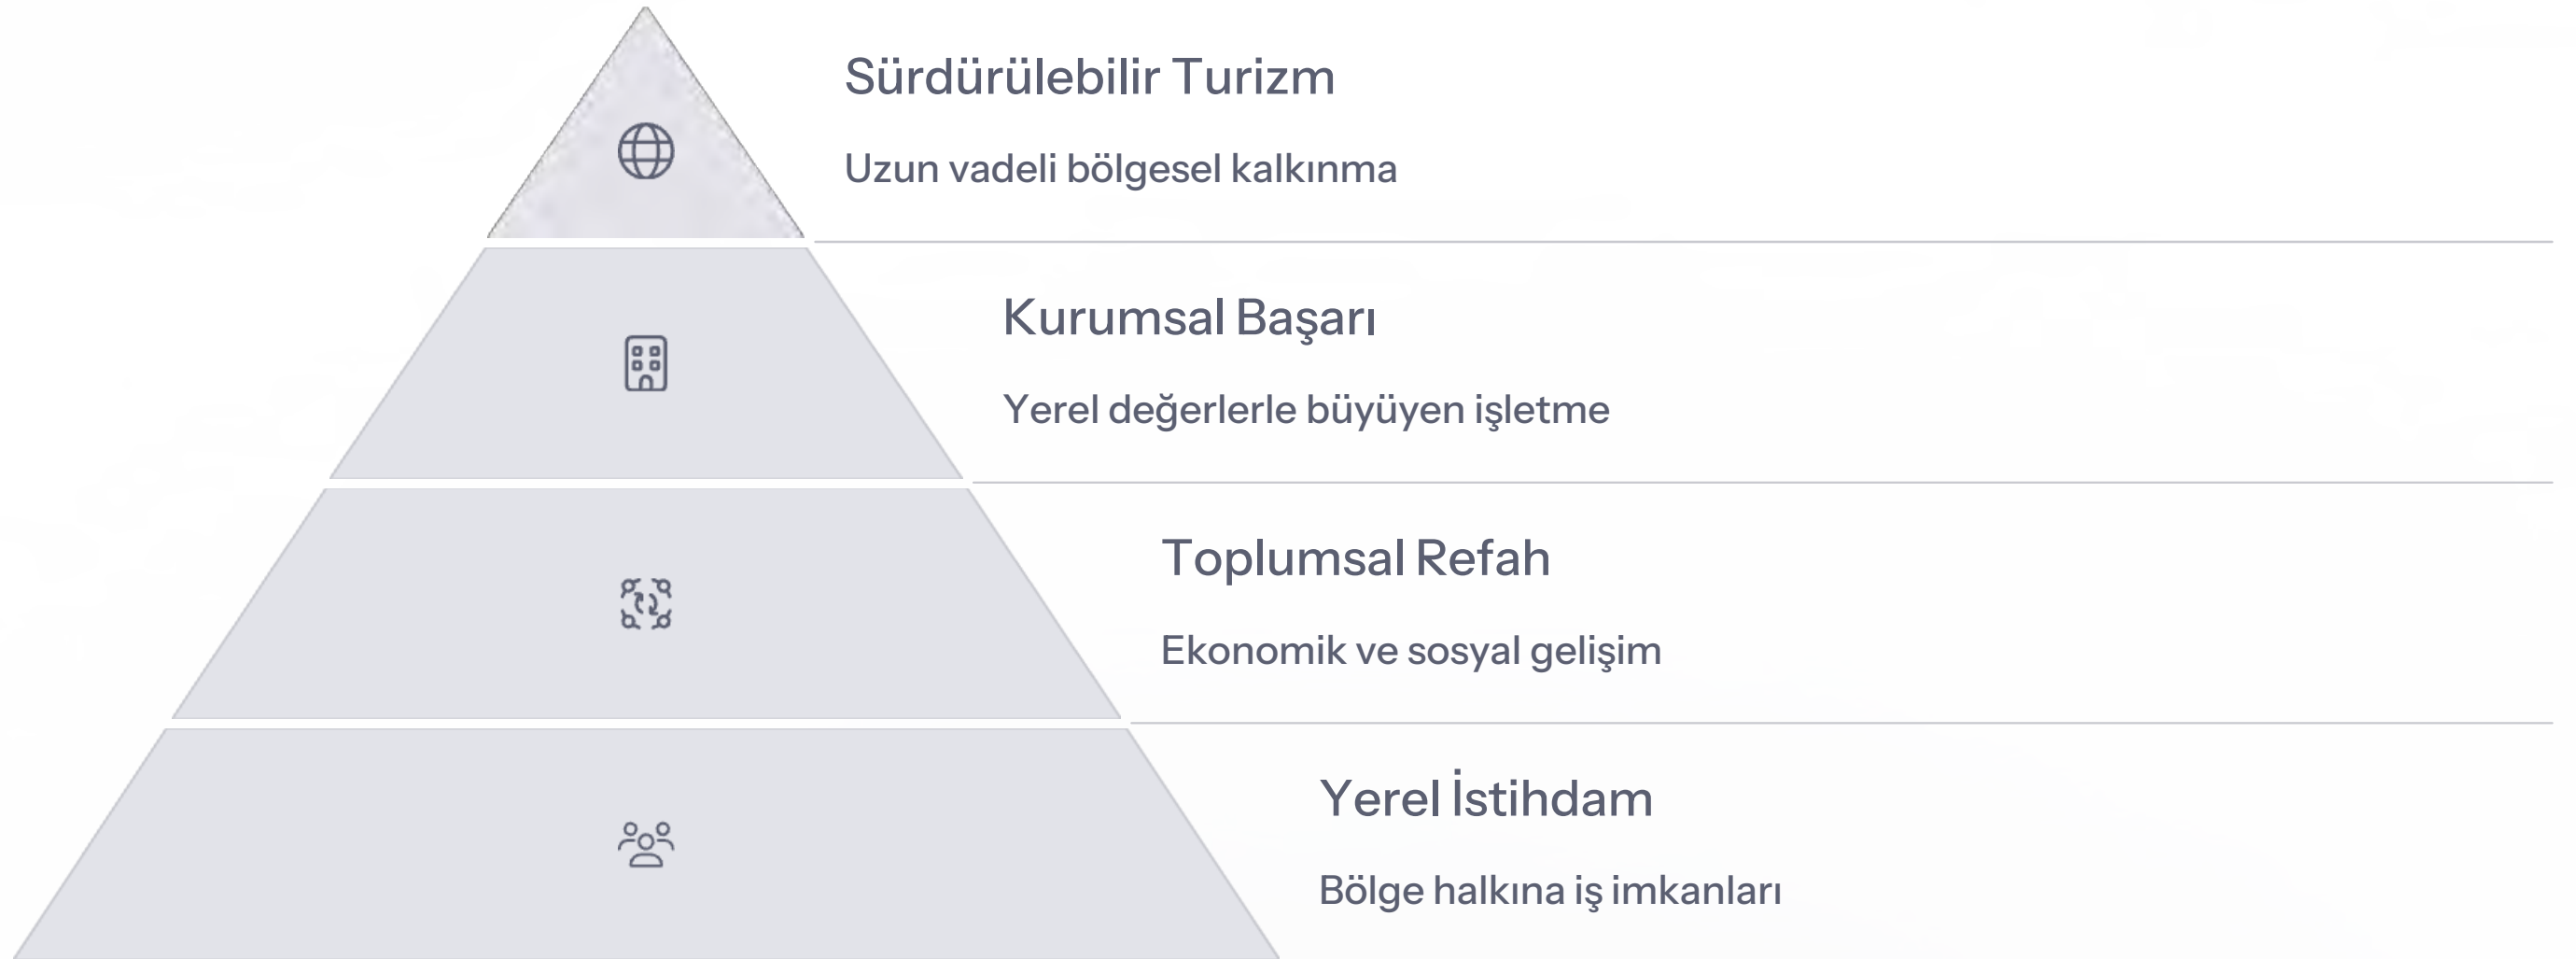 Sürdürülebilir Turizm
Uzun vadeli bölgesel kalkınma
Kurumsal Başarı
Yerel değerlerle büyüyen işletme
Toplumsal Refah
Ekonomik ve sosyal gelişim
Yerel İstihdam
Bölge halkına iş imkanları